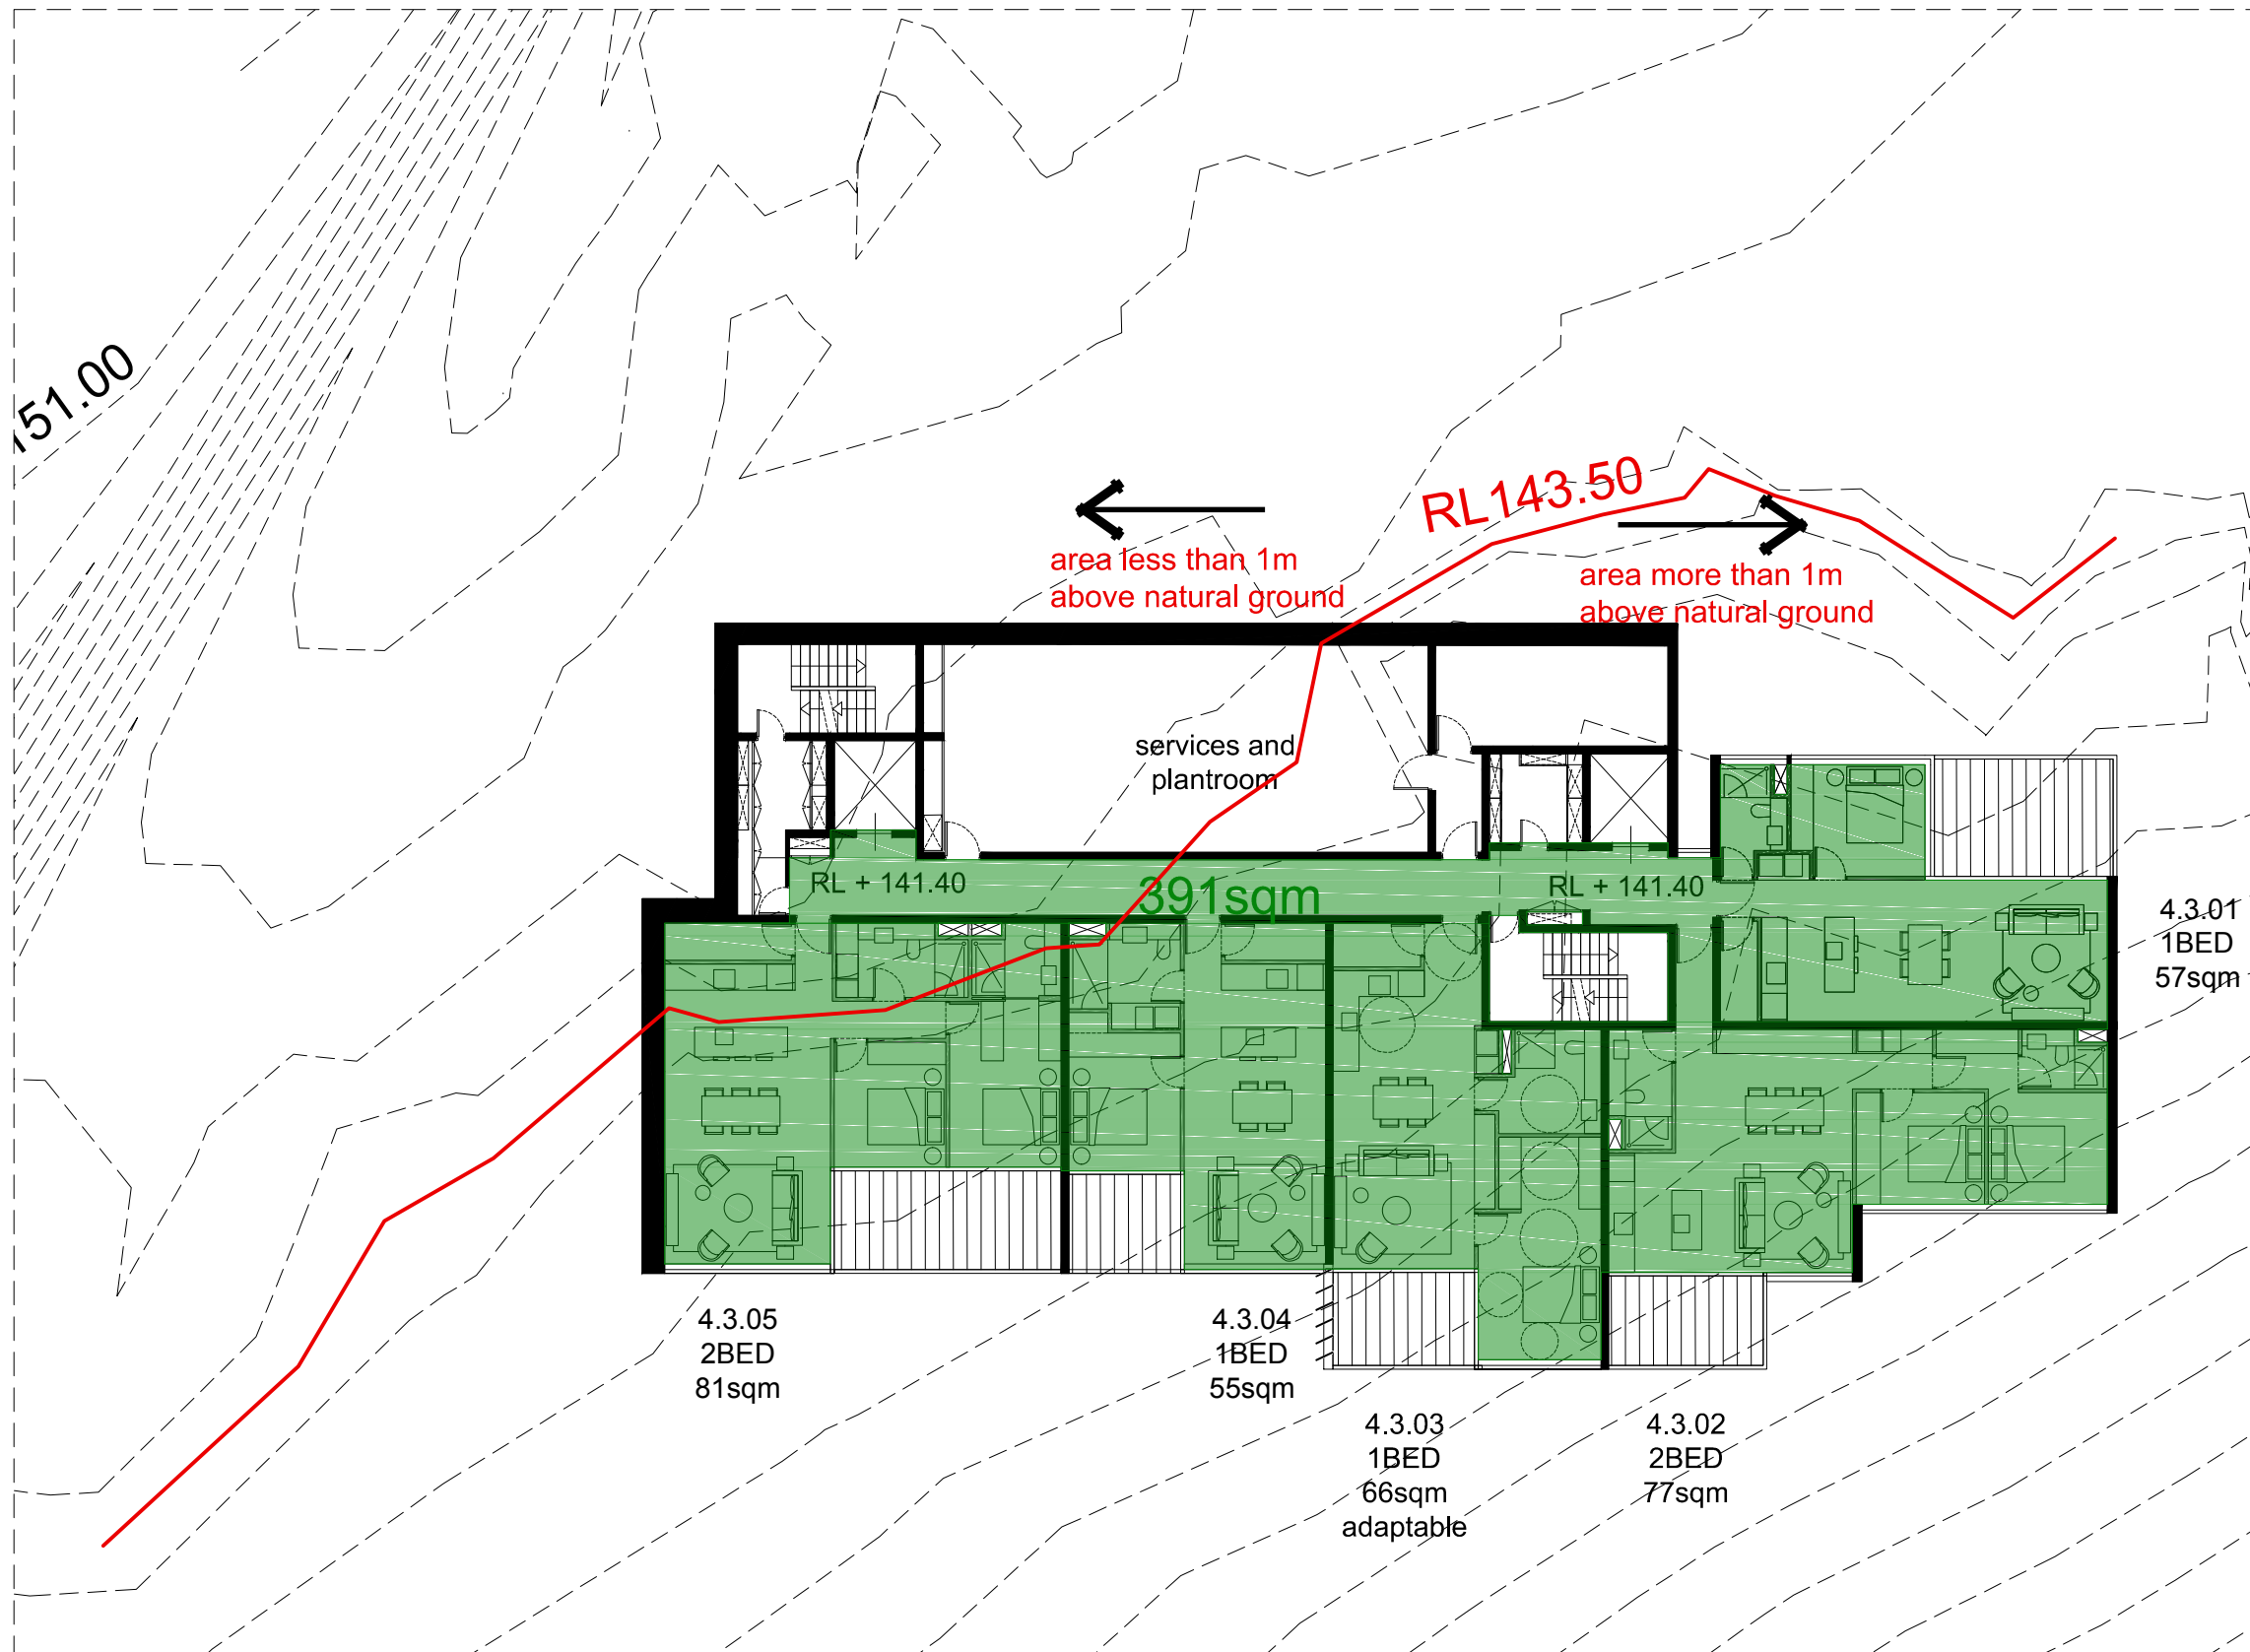 151.00
RL143.50
area less than 1m
above natural ground
area more than 1m
above natural ground
services and
plantroom
RL + 141.40
391sqm
RL + 141.40
4.3.01
1BED
57sqm
4.3.05
2BED
81sqm
4.3.04
1BED
55sqm
4.3.03
1BED
66sqm
adaptable
4.3.02
2BED
77sqm